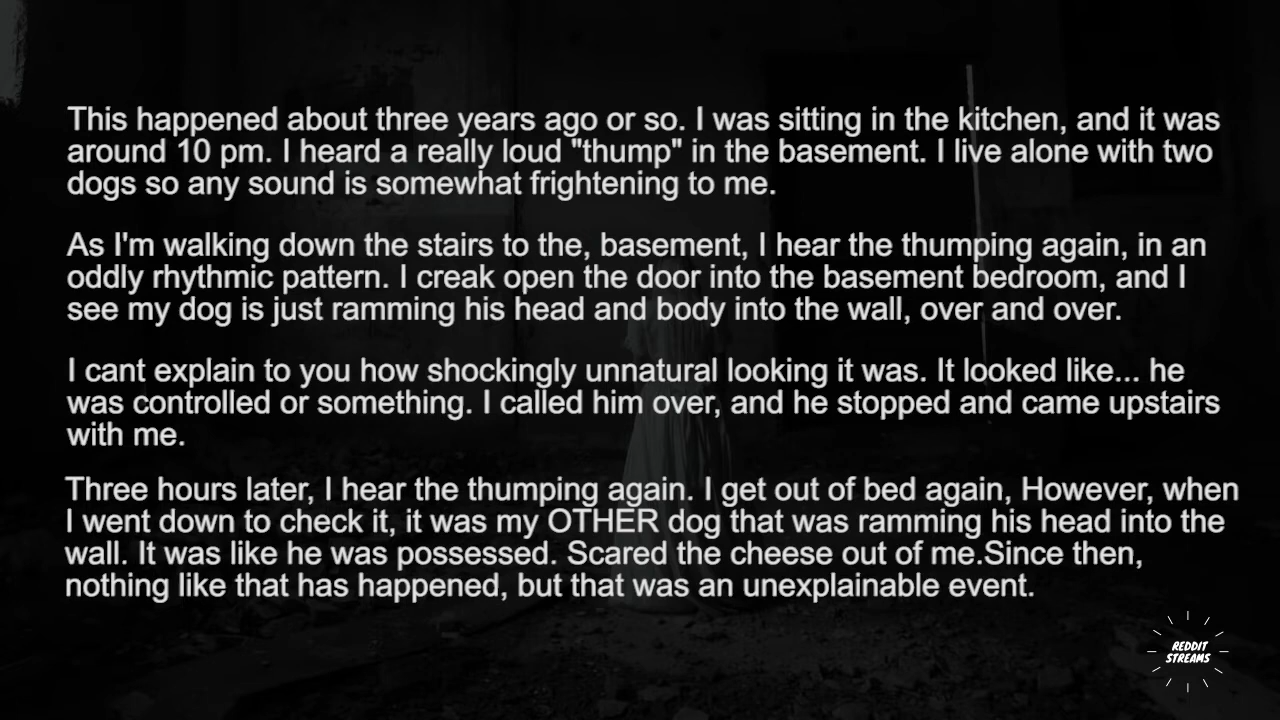 This happened about three years ago or so. I was sitting in the kitchen, and it was
around 10 pm. I heard a really loud "thump" in the basement. I live alone with two
dogs so any sound is somewhat frightening to me.
As I'm walking down the stairs to the, basement, I hear the thumping again, in an
oddly rhythmic pattern. I creak open the door into the basement bedroom, and I
see my dog is just ramming his head and body into the wall, over and over.
I cant explain to you how shockingly unnatural looking it was. It looked like... he
was controlled or something. I called him over, and he stopped and came upstairs
with me.
Three hours later, I hear the thumping again. I get out of bed again, However, when
I went down to check it, it was my OTHER dog that was ramming his head into the
wall. It was like he was possessed. Scared the cheese out of me.Since then,
nothing like that has happened, but that was an unexplainable event.
REDDIT
STREAMS